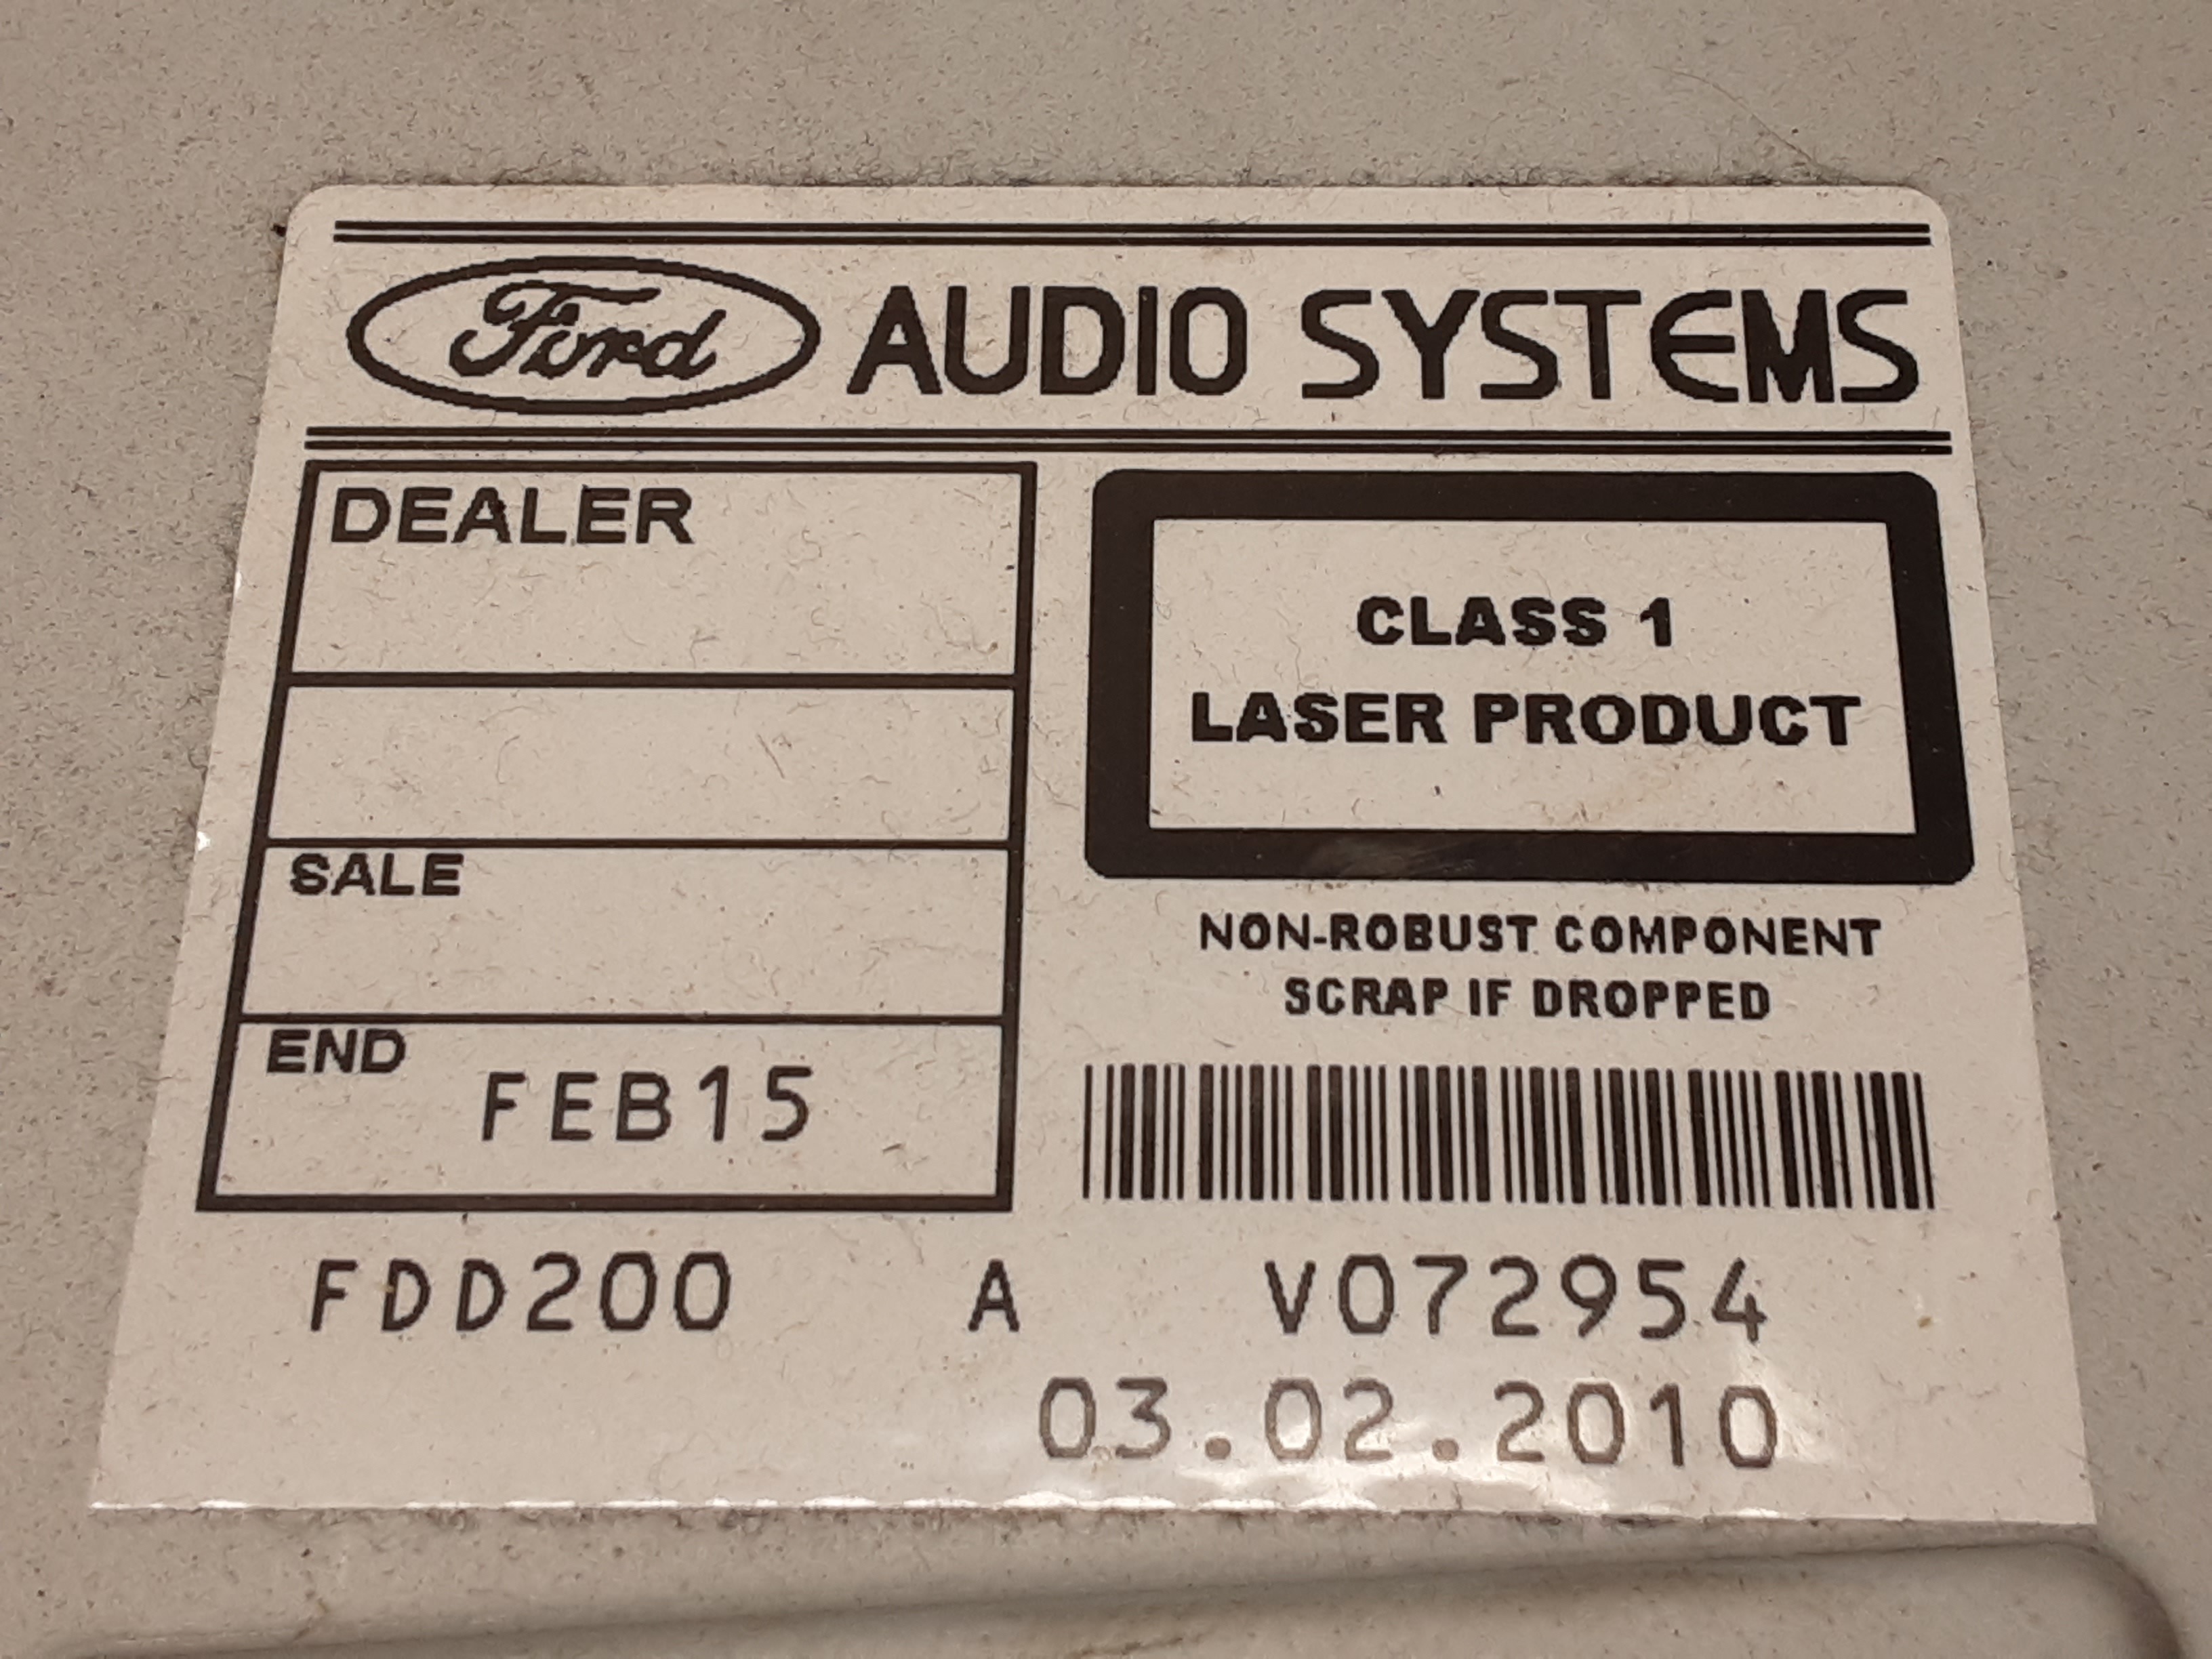 Ford AUDIO SYSTEMS
DEALER
SALE
END FEB15
CLASS 1
LASER PRODUCT
NON-ROBUST COMPONENT
SCRAP IF DROPPED
FDD200 A V072954
03.02.2010